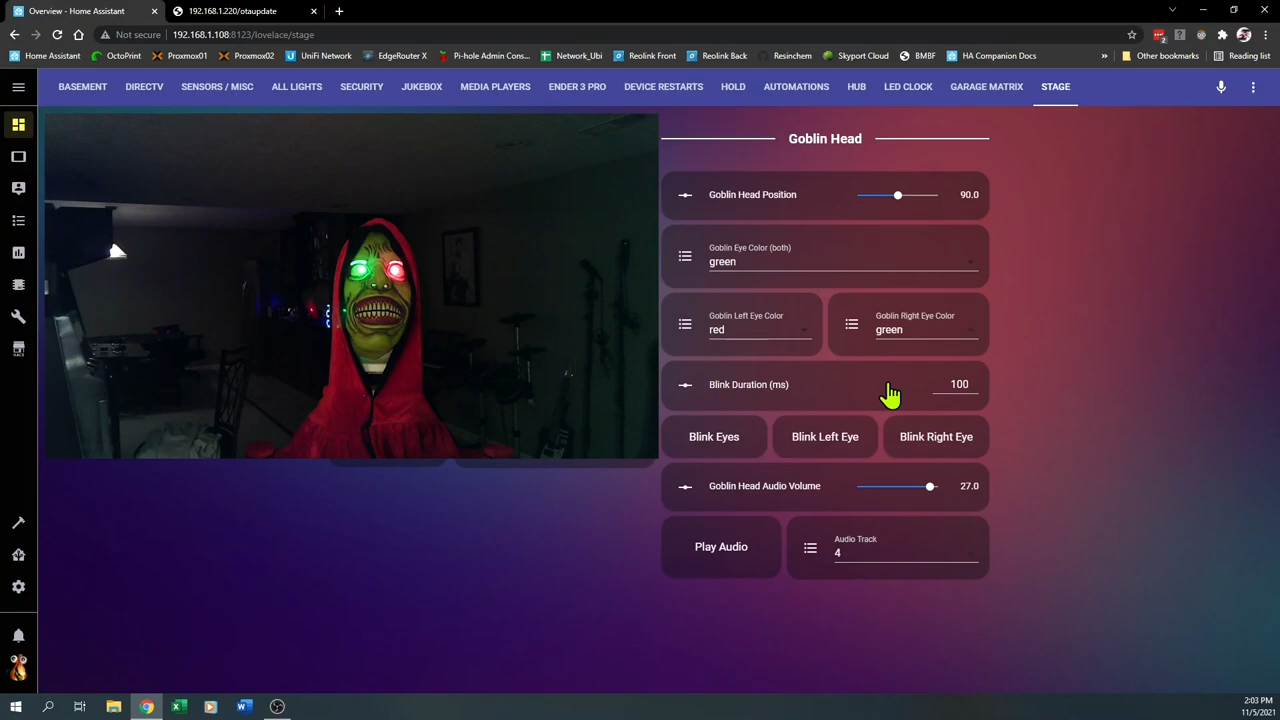 Overview - Home Assistant
192.168.1.220/otaupdate
Not secure
192.168.1.108:8123/lovelace/stage
2
Home Assistant
OctoPrint
Proxmox01
Proxmox02
UniFi Network
EdgeRouter X
Pi-hole Admin Cons...
Network_Ubi
Reolink Front
Reolink Back
Resinchem
Skyport Cloud
BMBF
HA Companion Docs
»
Other bookmarks
Reading list
BASEMENT
DIRECTV
SENSORS / MISC
ALL LIGHTS
SECURITY
JUKEBOX
MEDIA PLAYERS
ENDER 3 PRO
DEVICE RESTARTS
HOLD
AUTOMATIONS
HUB
LED CLOCK
GARAGE MATRIX
STAGE
Goblin Head
Goblin Head Position
90.0
Goblin Eye Color (both)
green
Goblin Left Eye Color
red
Goblin Right Eye Color
green
Blink Duration (ms)
100
Blink Eyes
Blink Left Eye
Blink Right Eye
Goblin Head Audio Volume
27.0
Play Audio
Audio Track
4
2:03 PM
11/5/2021